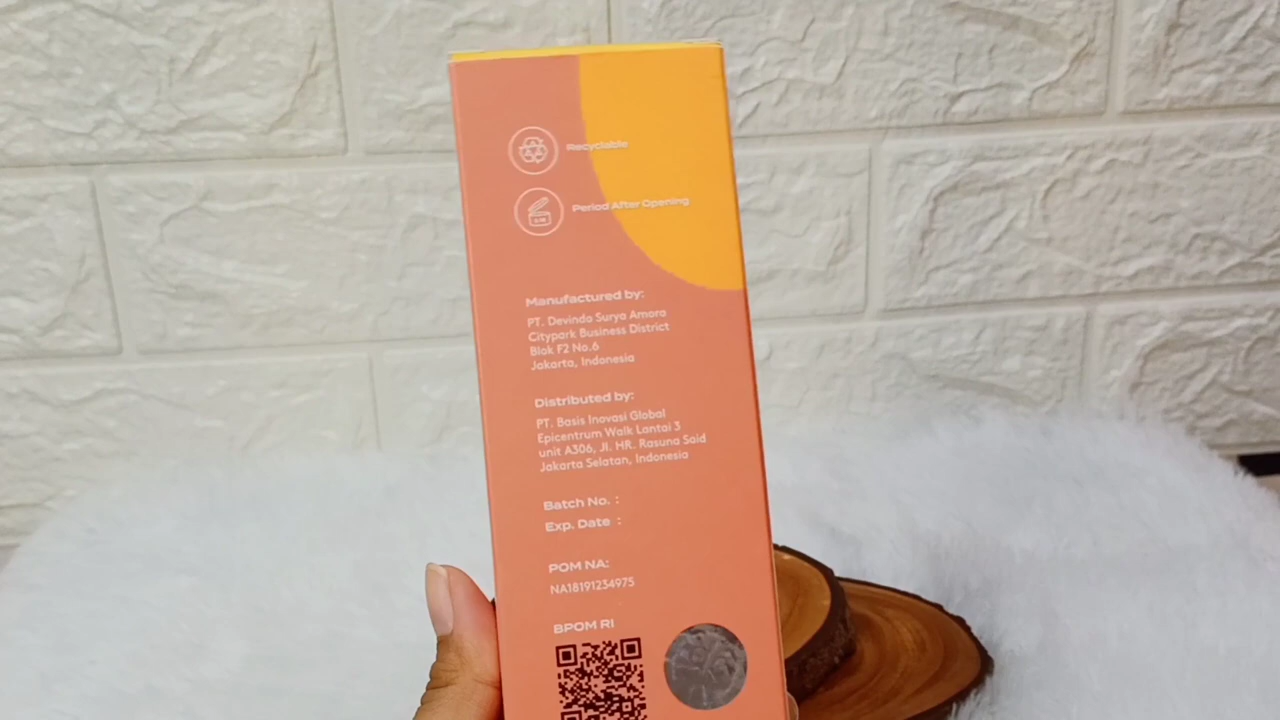 Recyclable
Period After Opening
Manufactured by:
PT. Devindo Surya Amora
Citypark Business District
Blok F2 No.6
Jakarta, Indonesia
Distributed by:
PT. Basis Inovasi Global
Epicentrum Walk Lantai 3
unit A306, Jl. HR. Rasuna Said
Jakarta Selatan, Indonesia
Batch No. :
Exp. Date :
POM NA:
NA18191234975
BPOM RI